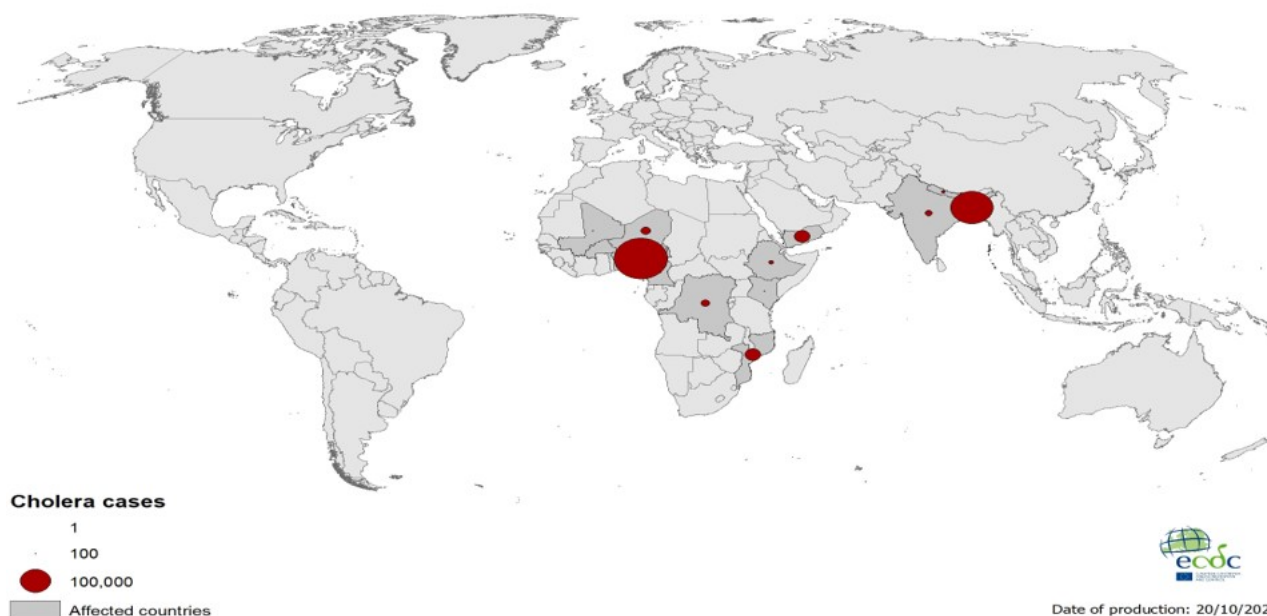 Cholera cases
1
100
100,000
Affected countries
ecdc
Date of production: 20/10/202